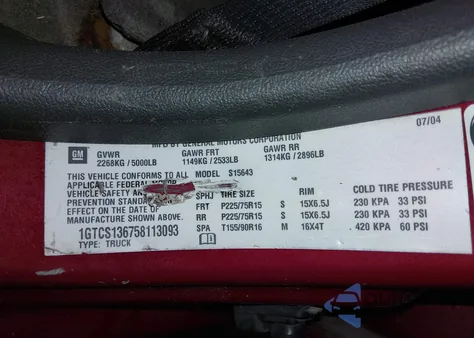 MFD BY GENERAL MOTORS CORPORATION 07/04
GM GVWR GAWR FRT GAWR RR
2268KG / 5000LB 1149KG / 2533LB 1314KG / 2896LB
THIS VEHICLE CONFORMS TO ALL MODEL S15643
APPLICABLE FEDERAL MOTOR
VEHICLE SAFETY SPHJ TIRE SIZE RIM COLD TIRE PRESSURE
PREVENTION STANDARDS FRT P225/75R15 S 15X6.5J 230 KPA 33 PSI
EFFECT ON THE DATE OF RR P225/75R15 S 15X6.5J 230 KPA 33 PSI
MANUFACTURE SHOWN ABOVE. SPA T155/90R16 M 16X4T 420 KPA 60 PSI
1GTCS136758113093
TYPE: TRUCK